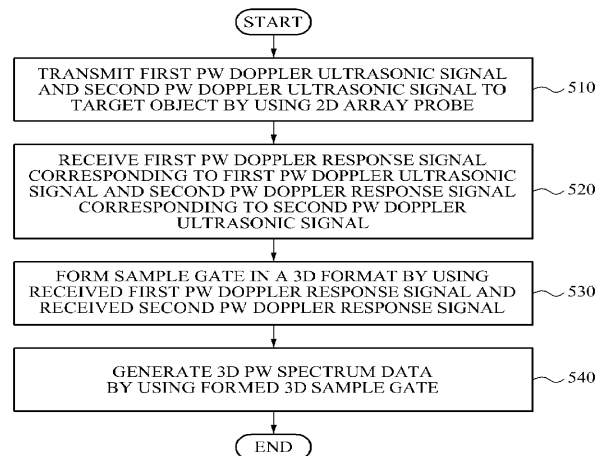 START
TRANSMIT FIRST PW DOPPLER ULTRASONIC SIGNAL
AND SECOND PW DOPPLER ULTRASONIC SIGNAL TO
TARGET OBJECT BY USING 2D ARRAY PROBE
510
RECEIVE FIRST PW DOPPLER RESPONSE SIGNAL
CORRESPONDING TO FIRST PW DOPPLER ULTRASONIC
SIGNAL AND SECOND PW DOPPLER RESPONSE SIGNAL
CORRESPONDING TO SECOND PW DOPPLER
ULTRASONIC SIGNAL
520
FORM SAMPLE GATE IN A 3D FORMAT BY USING
RECEIVED FIRST PW DOPPLER RESPONSE SIGNAL AND
RECEIVED SECOND PW DOPPLER RESPONSE SIGNAL
530
GENERATE 3D PW SPECTRUM DATA
BY USING FORMED 3D SAMPLE GATE
540
END